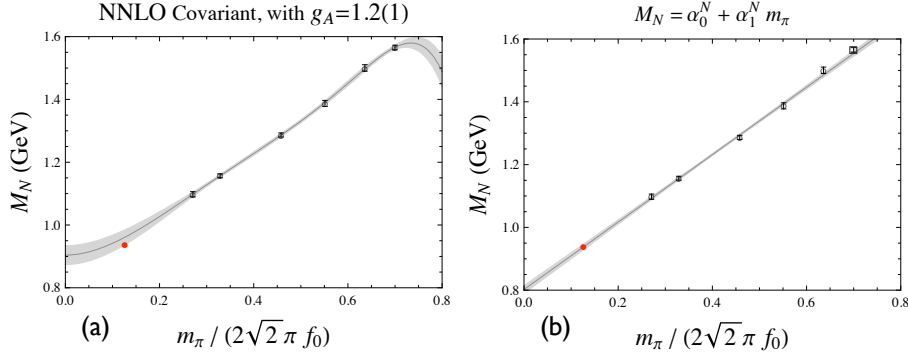 NNLO Covariant, with g_A=1.2(1)
M_N (GeV)
1.6
1.4
1.2
1.0
0.8
0.0 0.2 0.4 0.6 0.8
(a) m_π / (2√2 π f_0)
M_N = α_0^N + α_1^N m_π
M_N (GeV)
1.6
1.4
1.2
1.0
0.8
0.0 0.2 0.4 0.6 0.8
(b) m_π / (2√2 π f_0)